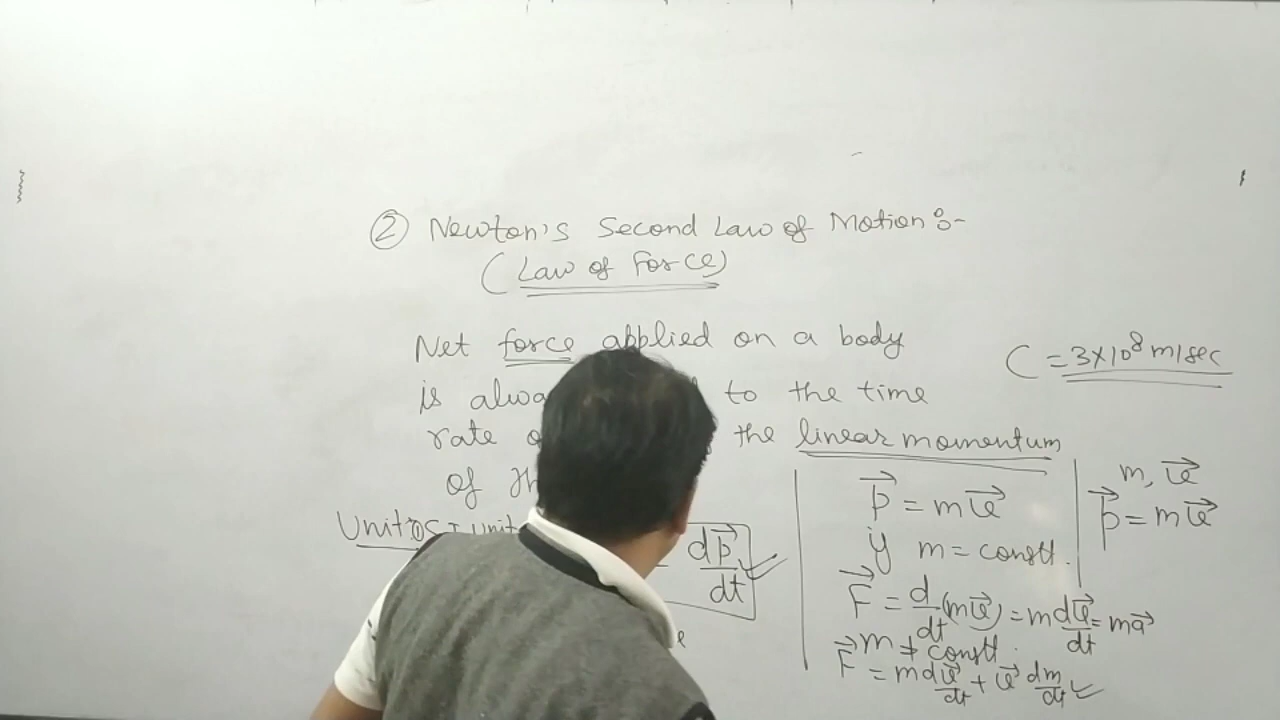 ② Newton's Second Law of Motion :-
(Law of Force)
Net force applied on a body
is to the time
rate the linear momentum
of
Units :- unit
dp⃗/dt
C = 3×10⁸ m/sec
p⃗ = mv⃗
if m = constt.
F⃗ = d/dt (mv⃗) = m dv⃗/dt = ma⃗
m ≠ constt.
F⃗ = m dv⃗/dt + v⃗ dm/dt
m, v⃗
p⃗ = mv⃗